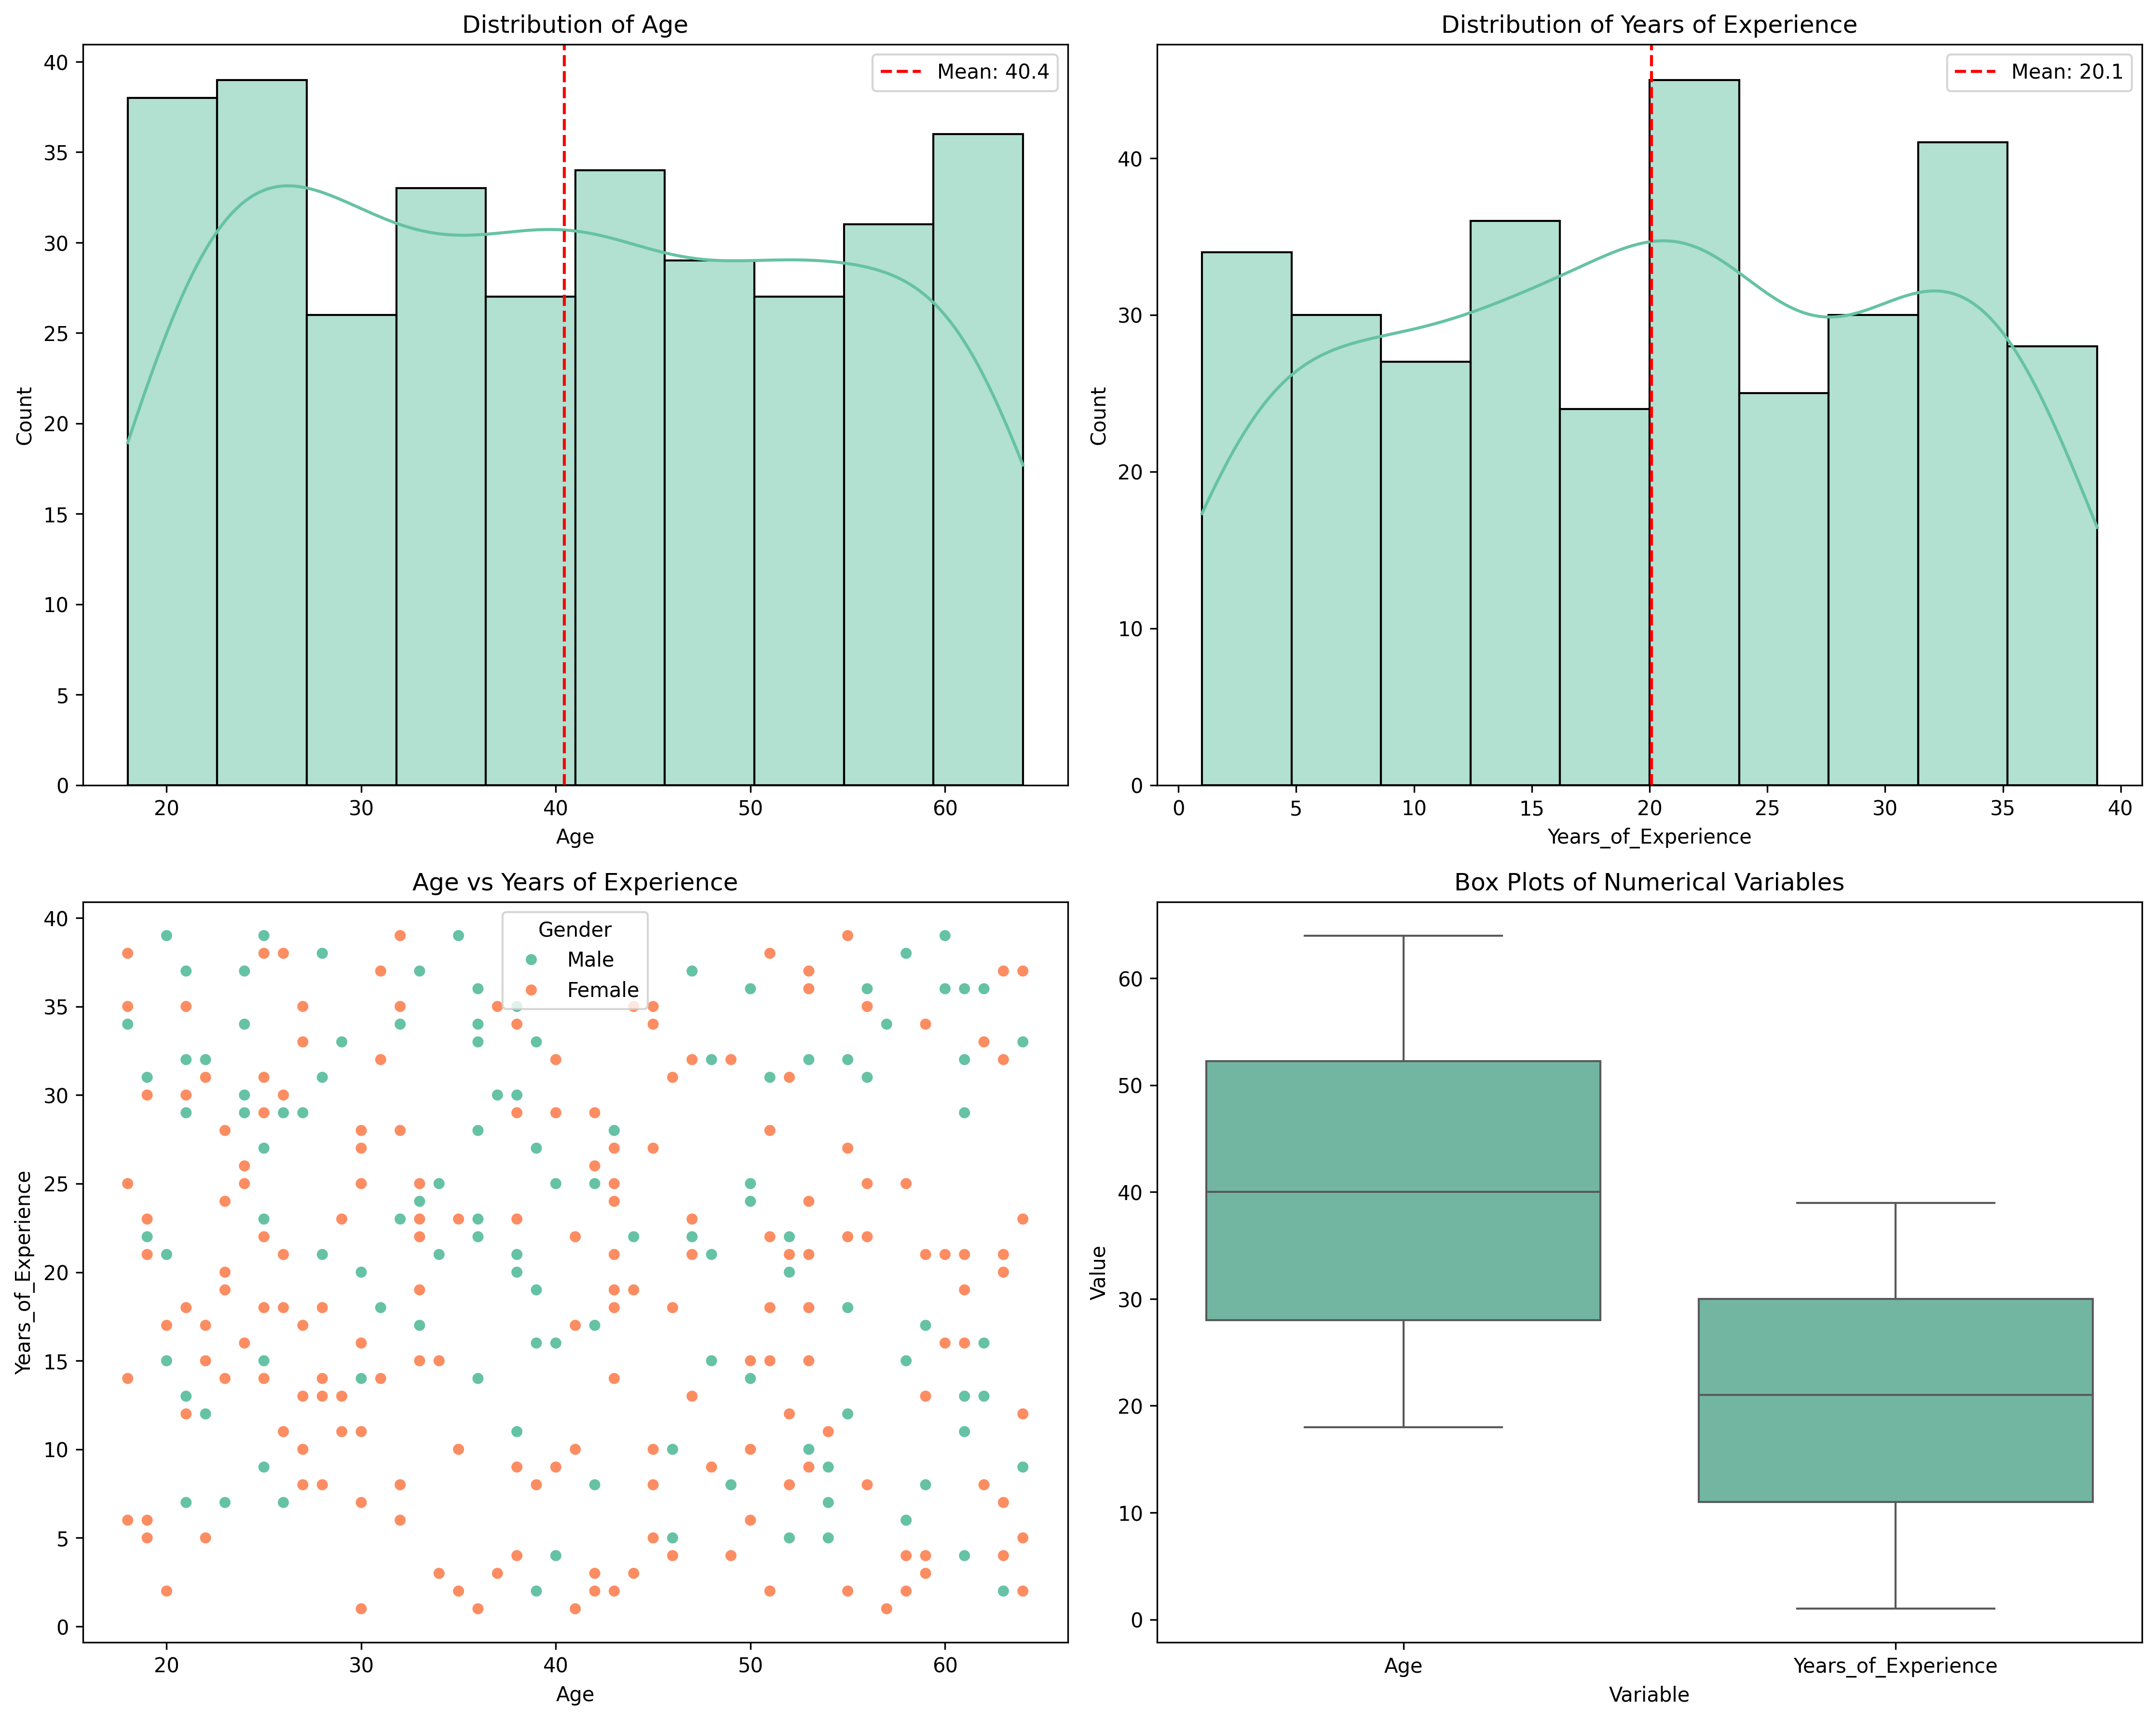 Distribution of Age
Mean: 40.4
40
35
30
25
20
15
10
5
0
Count
20 30 40 50 60
Age
Distribution of Years of Experience
Mean: 20.1
40
30
20
10
0
Count
0 5 10 15 20 25 30 35 40
Years_of_Experience
Age vs Years of Experience
Gender
Male
Female
40
35
30
25
20
15
10
5
0
Years_of_Experience
20 30 40 50 60
Age
Box Plots of Numerical Variables
60
50
40
30
20
10
0
Value
Age Years_of_Experience
Variable